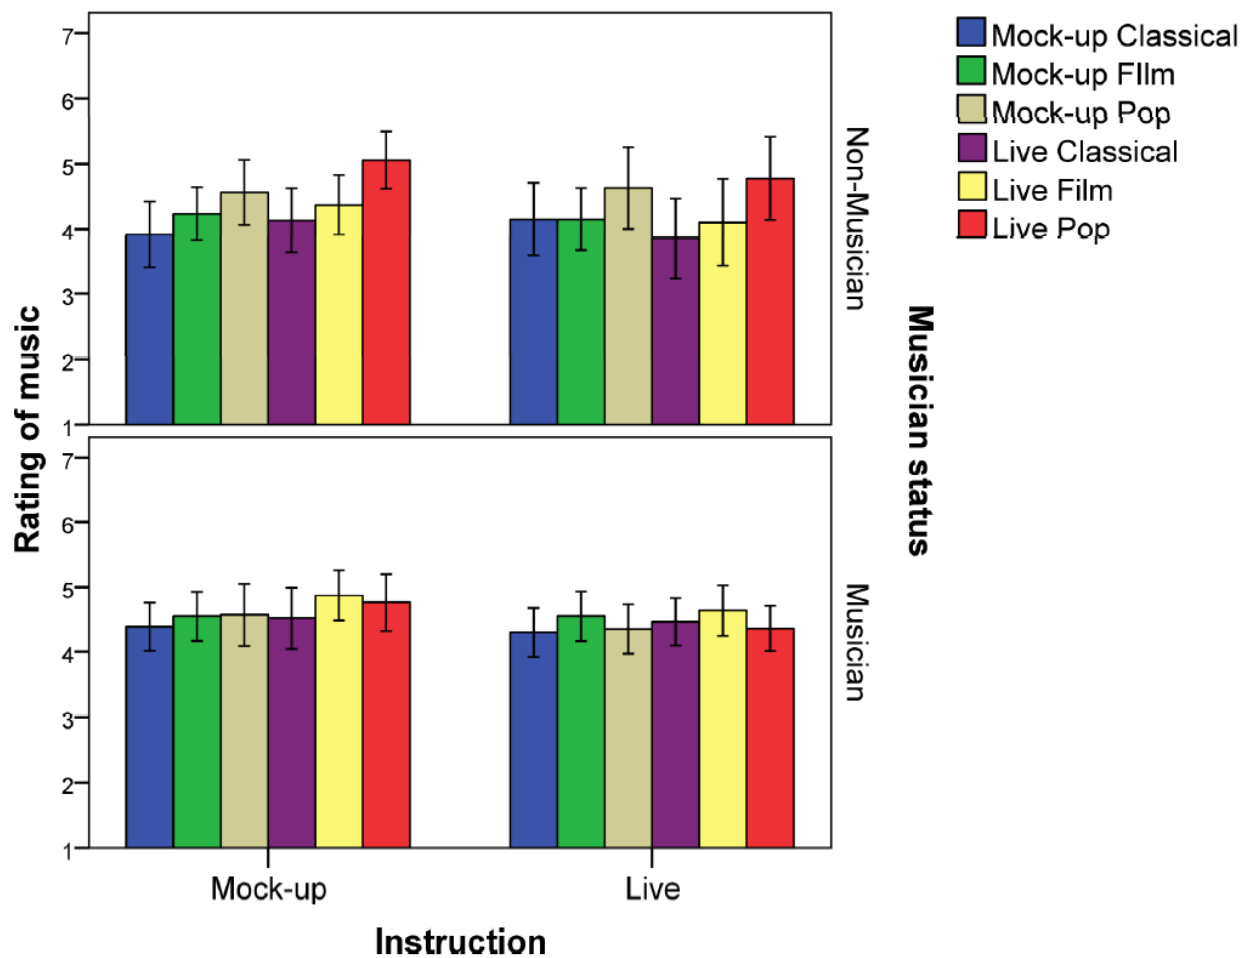 Mock-up Classical
Mock-up FIlm
Mock-up Pop
Live Classical
Live Film
Live Pop
Rating of music
7
6
5
4
3
2
1
Non-Musician
7
6
5
4
3
2
1
Musician
Musician status
Mock-up
Live
Instruction